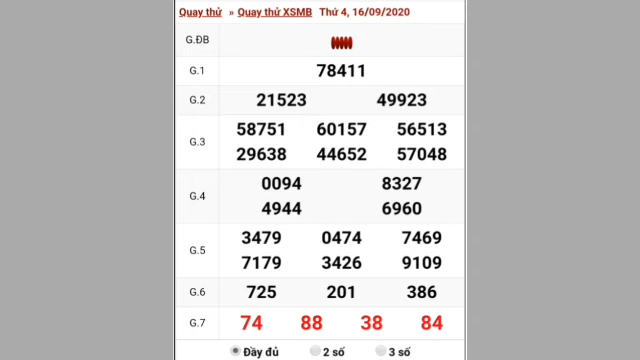 Quay thử » Quay thử XSMB Thứ 4, 16/09/2020
G.ĐB
G.1 78411
G.2 21523 49923
G.3 58751 60157 56513
29638 44652 57048
G.4 0094 8327
4944 6960
G.5 3479 0474 7469
7179 3426 9109
G.6 725 201 386
G.7 74 88 38 84
Đầy đủ 2 số 3 số